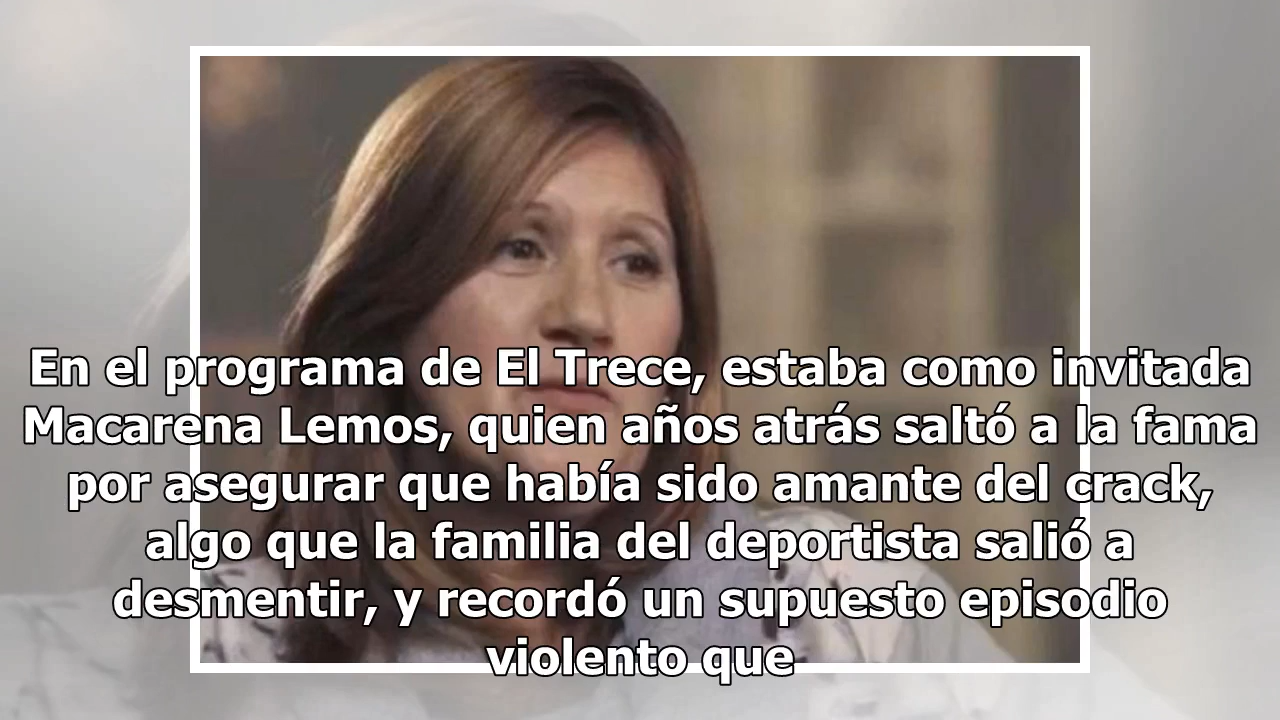 En el programa de El Trece, estaba como invitada
Macarena Lemos, quien años atrás saltó a la fama
por asegurar que había sido amante del crack,
algo que la familia del deportista salió a
desmentir, y recordó un supuesto episodio
violento que